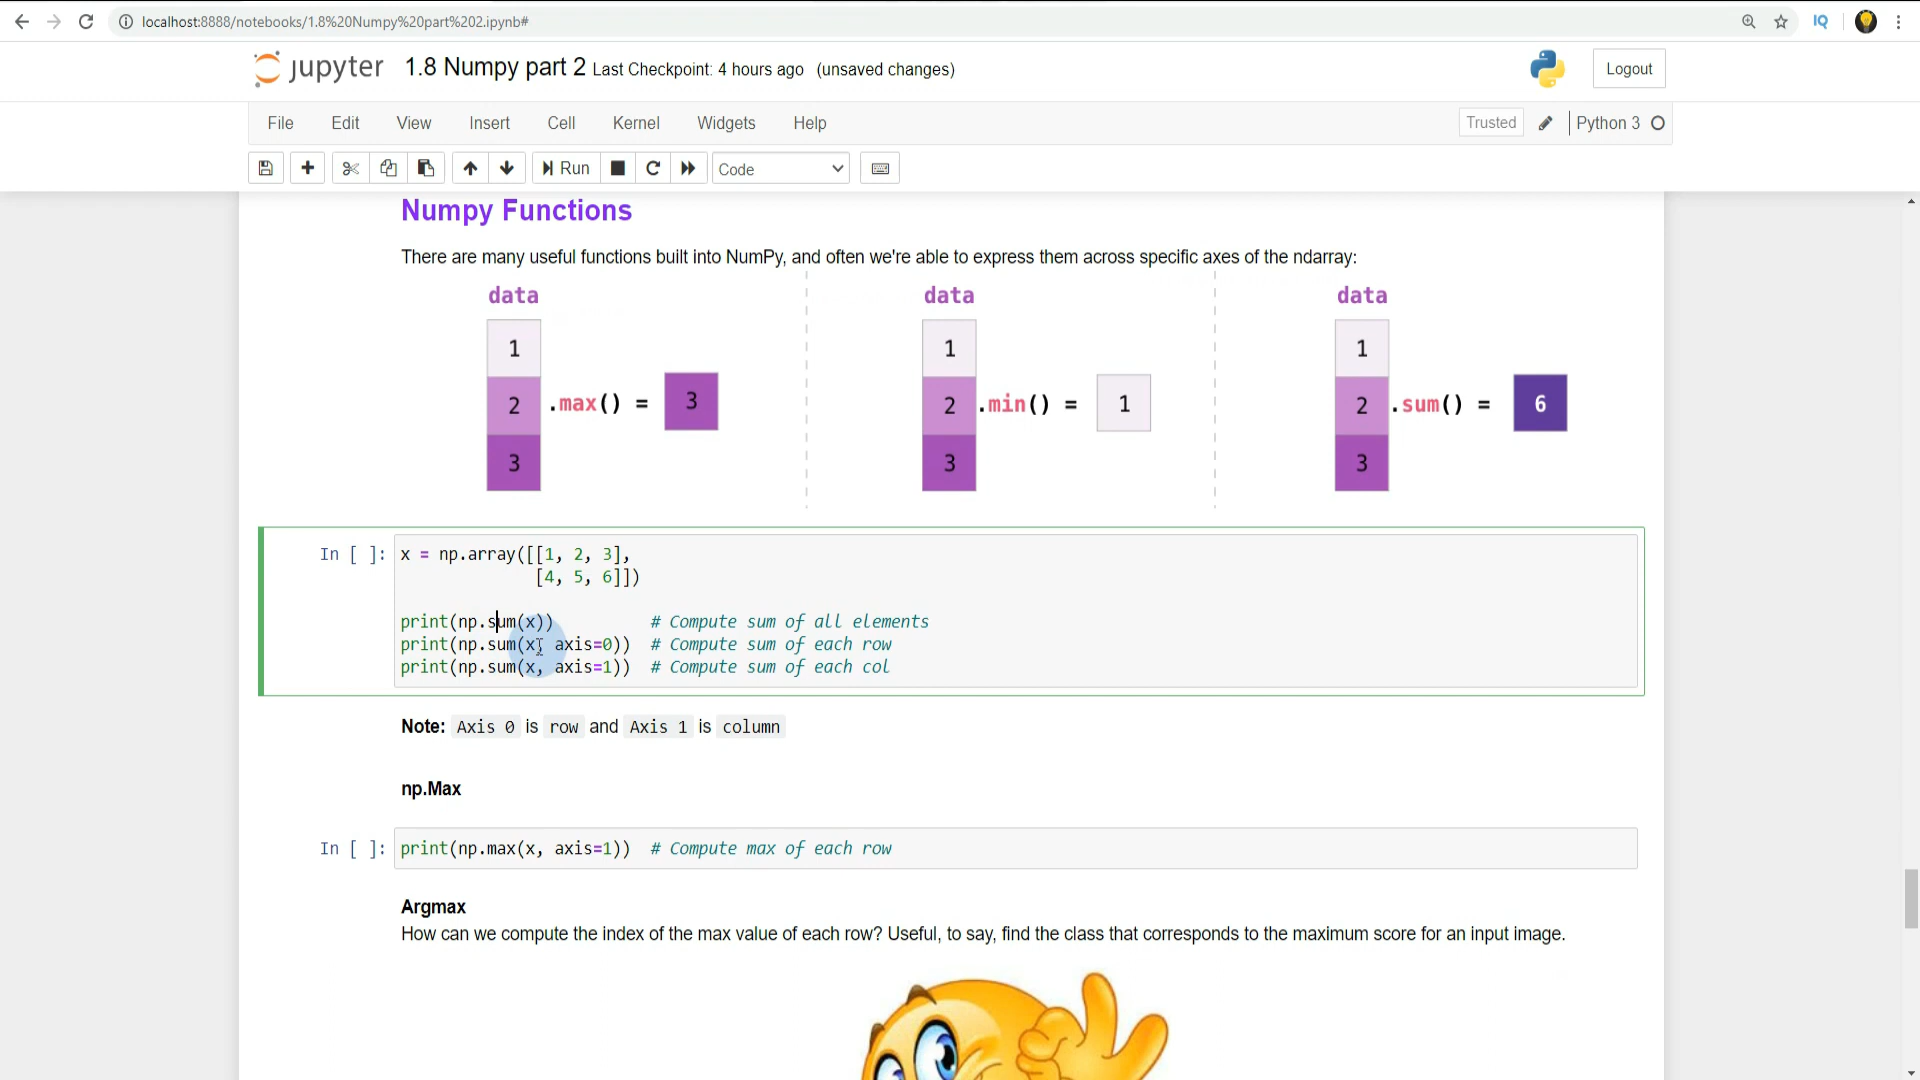 localhost:8888/notebooks/1.8%20Numpy%20part%202.ipynb#
IQ
jupyter 1.8 Numpy part 2 Last Checkpoint: 4 hours ago (unsaved changes)
Logout
File Edit View Insert Cell Kernel Widgets Help
Trusted Python 3
Run Code
Numpy Functions
There are many useful functions built into NumPy, and often we're able to express them across specific axes of the ndarray:
data data data
1 1 1
2 .max() = 3 2 .min() = 1 2 .sum() = 6
3 3 3
In [ ]: x = np.array([[1, 2, 3],
[4, 5, 6]])
print(np.sum(x)) # Compute sum of all elements
print(np.sum(x, axis=0)) # Compute sum of each row
print(np.sum(x, axis=1)) # Compute sum of each col
Note: Axis 0 is row and Axis 1 is column
np.Max
In [ ]: print(np.max(x, axis=1)) # Compute max of each row
Argmax
How can we compute the index of the max value of each row? Useful, to say, find the class that corresponds to the maximum score for an input image.